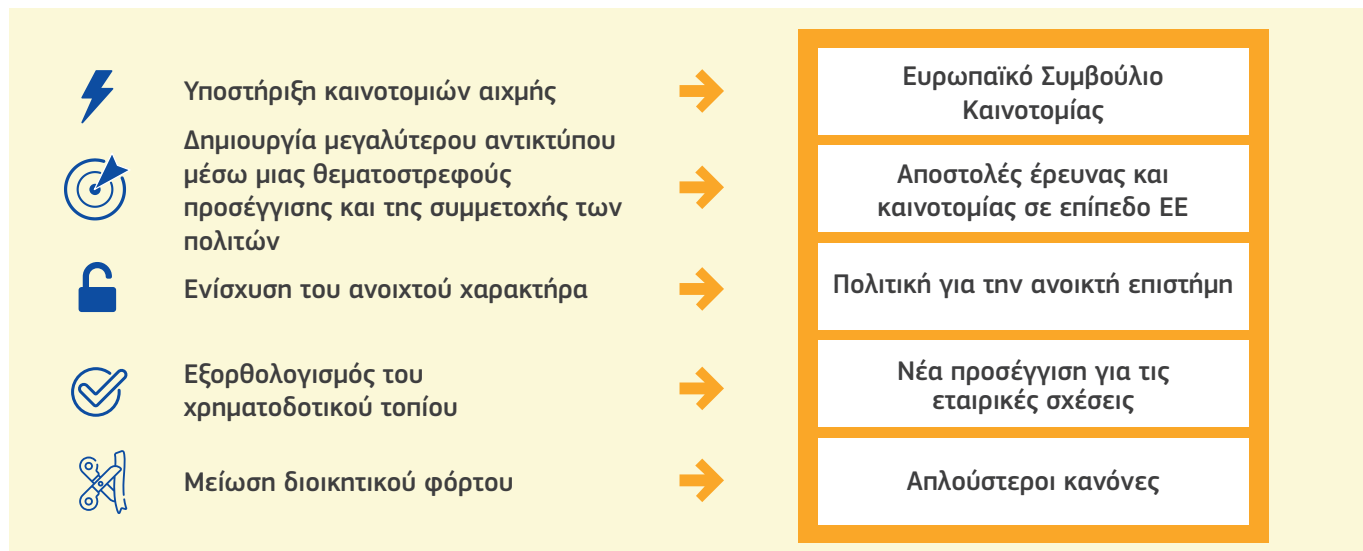 Υποστήριξη καινοτομιών αιχμής
Ευρωπαϊκό Συμβούλιο
Καινοτομίας
Δημιουργία μεγαλύτερου αντικτύπου
μέσω μιας θεματοστρεφούς
προσέγγισης και της συμμετοχής των
πολιτών
Αποστολές έρευνας και
καινοτομίας σε επίπεδο ΕΕ
Ενίσχυση του ανοιχτού χαρακτήρα
Πολιτική για την ανοικτή επιστήμη
Εξορθολογισμός του
χρηματοδοτικού τοπίου
Νέα προσέγγιση για τις
εταιρικές σχέσεις
Μείωση διοικητικού φόρτου
Απλούστεροι κανόνες